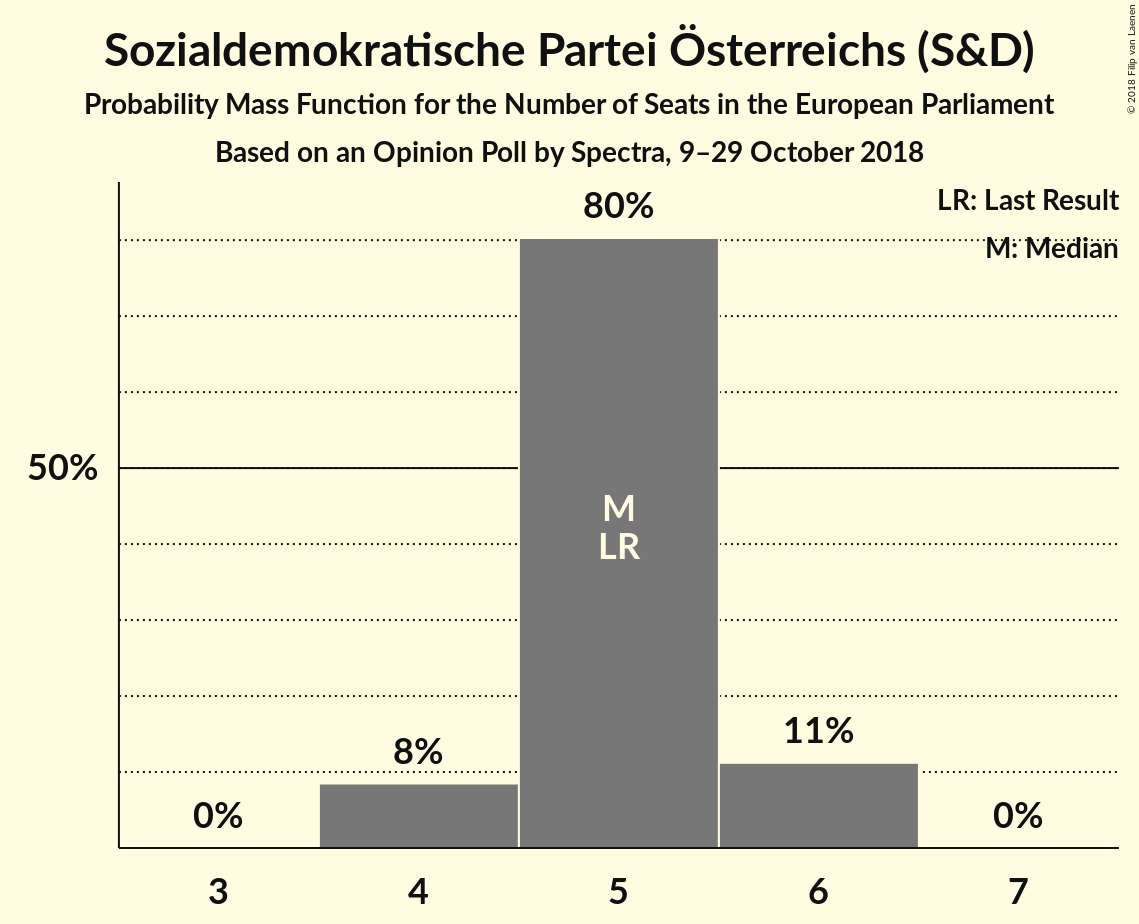 Sozialdemokratische Partei Österreichs (S&D)
Probability Mass Function for the Number of Seats in the European Parliament
Based on an Opinion Poll by Spectra, 9–29 October 2018
© 2018 Filip van Laenen
LR: Last Result
M: Median
80%
50%
M
LR
11%
8%
0%
0%
3
4
5
6
7